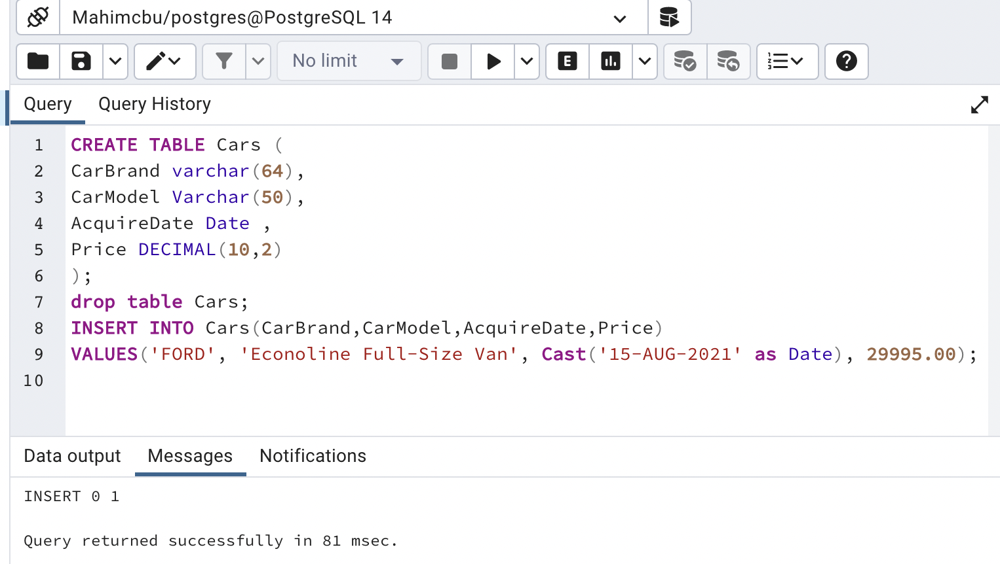 Mahimcbu/postgres@PostgreSQL 14
No limit
E
?
Query Query History
1 CREATE TABLE Cars (
2 CarBrand varchar(64),
3 CarModel Varchar(50),
4 AcquireDate Date ,
5 Price DECIMAL(10,2)
6 );
7 drop table Cars;
8 INSERT INTO Cars(CarBrand,CarModel,AcquireDate,Price)
9 VALUES('FORD', 'Econoline Full-Size Van', Cast('15-AUG-2021' as Date), 29995.00);
10
Data output Messages Notifications
INSERT 0 1
Query returned successfully in 81 msec.